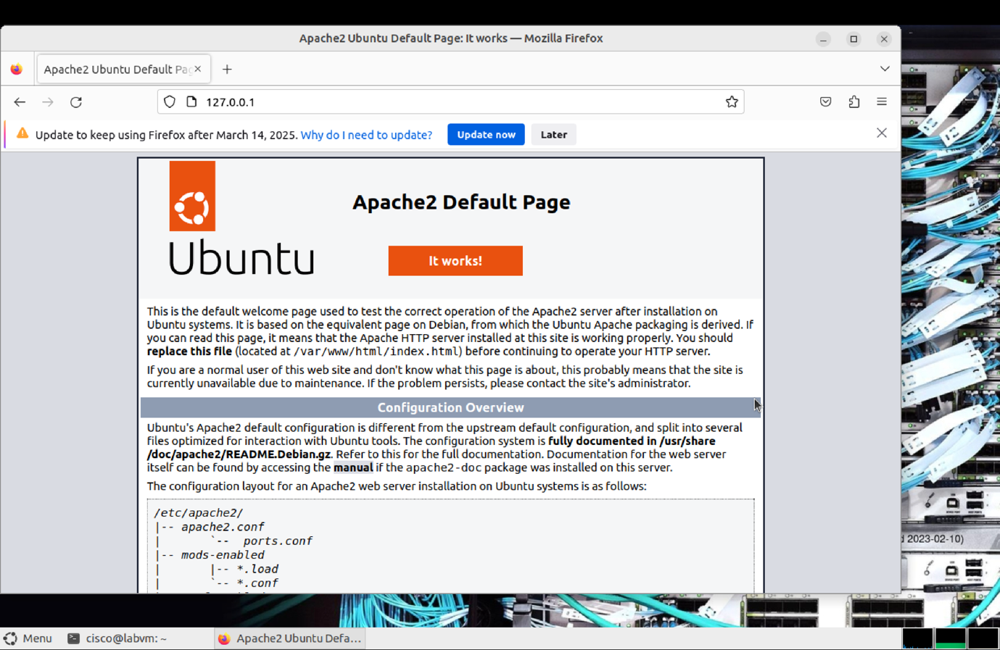 Apache2 Ubuntu Default Page: It works — Mozilla Firefox
Apache2 Ubuntu Default Pag
127.0.0.1
Update to keep using Firefox after March 14, 2025. Why do I need to update? Update now Later
Apache2 Default Page
Ubuntu
It works!
This is the default welcome page used to test the correct operation of the Apache2 server after installation on
Ubuntu systems. It is based on the equivalent page on Debian, from which the Ubuntu Apache packaging is derived. If
you can read this page, it means that the Apache HTTP server installed at this site is working properly. You should
replace this file (located at /var/www/html/index.html) before continuing to operate your HTTP server.
If you are a normal user of this web site and don't know what this page is about, this probably means that the site is
currently unavailable due to maintenance. If the problem persists, please contact the site's administrator.
Configuration Overview
Ubuntu's Apache2 default configuration is different from the upstream default configuration, and split into several
files optimized for interaction with Ubuntu tools. The configuration system is fully documented in /usr/share
/doc/apache2/README.Debian.gz. Refer to this for the full documentation. Documentation for the web server
itself can be found by accessing the manual if the apache2-doc package was installed on this server.
The configuration layout for an Apache2 web server installation on Ubuntu systems is as follows:
/etc/apache2/
|-- apache2.conf
|       `--  ports.conf
|-- mods-enabled
|       |-- *.load
|       `-- *.conf
2023-02-10)
Menu cisco@labvm: ~ Apache2 Ubuntu Defa...